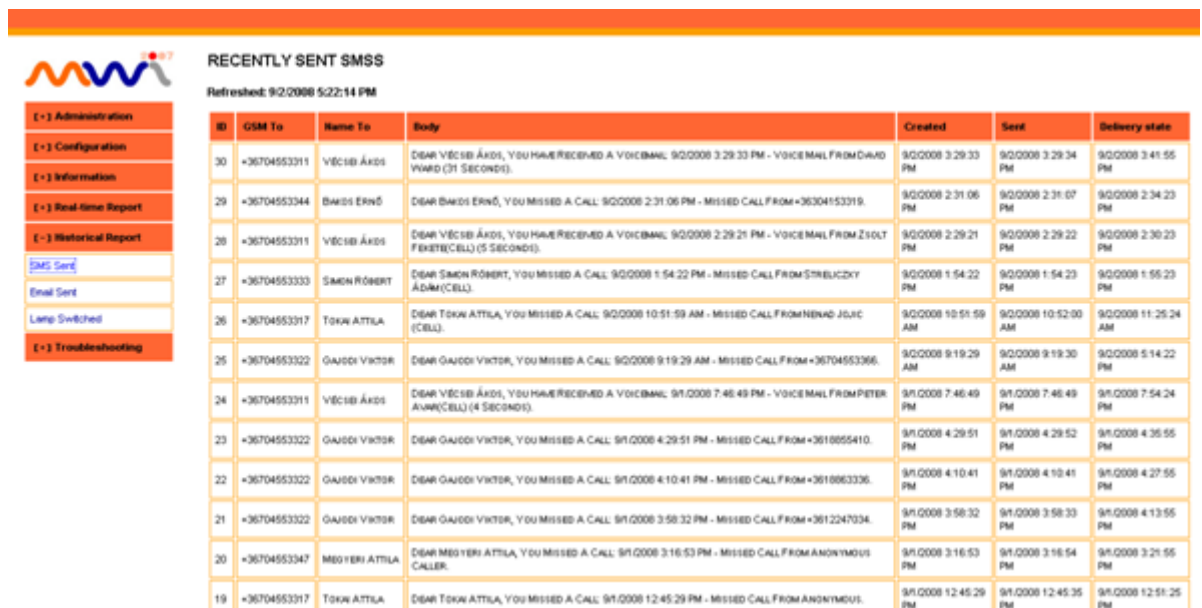 MWI 2007
RECENTLY SENT SMSS
Refreshed: 9/2/2008 5:22:14 PM
[+] Administration
[+] Configuration
[+] Information
[+] Real-time Report
[-] Historical Report
SMS Sent
Email Sent
Lamp Switched
[+] Troubleshooting
ID GSM To Name To Body Created Sent Delivery state
30 +36704553311 VÉCSEI ÁKOS DEAR VÉCSEI ÁKOS, YOU HAVE RECEIVED A VOICEMAIL: 9/2/2008 3:29:33 PM - VOICE MAIL FROM DAVID 9/2/2008 3:29:33 9/2/2008 3:29:34 9/2/2008 3:41:55
WARD (31 SECONDS). PM PM PM
29 +36704553344 BAKOS ERNŐ DEAR BAKOS ERNŐ, YOU MISSED A CALL: 9/2/2008 2:31:06 PM - MISSED CALL FROM +36304153319. 9/2/2008 2:31:06 9/2/2008 2:31:07 9/2/2008 2:34:23
PM PM PM
28 +36704553311 VÉCSEI ÁKOS DEAR VÉCSEI ÁKOS, YOU HAVE RECEIVED A VOICEMAIL: 9/2/2008 2:29:21 PM - VOICE MAIL FROM ZSOLT 9/2/2008 2:29:21 9/2/2008 2:29:22 9/2/2008 2:30:23
FEKETE(CELL) (5 SECONDS). PM PM PM
27 +36704553333 SIMON RÓBERT DEAR SIMON RÓBERT, YOU MISSED A CALL: 9/2/2008 1:54:22 PM - MISSED CALL FROM STRELICZKY 9/2/2008 1:54:22 9/2/2008 1:54:23 9/2/2008 1:55:23
ÁDÁM(CELL). PM PM PM
26 +36704553317 TOKAI ATTILA DEAR TOKAI ATTILA, YOU MISSED A CALL: 9/2/2008 10:51:59 AM - MISSED CALL FROM NENAD JOJIC 9/2/2008 10:51:59 9/2/2008 10:52:00 9/2/2008 11:25:24
(CELL). AM AM AM
25 +36704553322 GAJODI VIKTOR DEAR GAJODI VIKTOR, YOU MISSED A CALL: 9/2/2008 9:19:29 AM - MISSED CALL FROM +36704553366. 9/2/2008 9:19:29 9/2/2008 9:19:30 9/2/2008 5:14:22
AM AM PM
24 +36704553311 VÉCSEI ÁKOS DEAR VÉCSEI ÁKOS, YOU HAVE RECEIVED A VOICEMAIL: 9/1/2008 7:46:49 PM - VOICE MAIL FROM PETER 9/1/2008 7:46:49 9/1/2008 7:46:49 9/1/2008 7:54:24
AVAR(CELL) (4 SECONDS). PM PM PM
23 +36704553322 GAJODI VIKTOR DEAR GAJODI VIKTOR, YOU MISSED A CALL: 9/1/2008 4:29:51 PM - MISSED CALL FROM +3618855410. 9/1/2008 4:29:51 9/1/2008 4:29:52 9/1/2008 4:35:55
PM PM PM
22 +36704553322 GAJODI VIKTOR DEAR GAJODI VIKTOR, YOU MISSED A CALL: 9/1/2008 4:10:41 PM - MISSED CALL FROM +3618863336. 9/1/2008 4:10:41 9/1/2008 4:10:41 9/1/2008 4:27:55
PM PM PM
21 +36704553322 GAJODI VIKTOR DEAR GAJODI VIKTOR, YOU MISSED A CALL: 9/1/2008 3:58:32 PM - MISSED CALL FROM +3612247034. 9/1/2008 3:58:32 9/1/2008 3:58:33 9/1/2008 4:13:55
PM PM PM
20 +36704553347 MEGYERI ATTILA DEAR MEGYERI ATTILA, YOU MISSED A CALL: 9/1/2008 3:16:53 PM - MISSED CALL FROM ANONYMOUS 9/1/2008 3:16:53 9/1/2008 3:16:54 9/1/2008 3:21:55
CALLER. PM PM PM
19 +36704553317 TOKAI ATTILA DEAR TOKAI ATTILA, YOU MISSED A CALL: 9/1/2008 12:45:29 PM - MISSED CALL FROM ANONYMOUS. 9/1/2008 12:45:29 9/1/2008 12:45:35 9/1/2008 12:51:25
PM PM PM